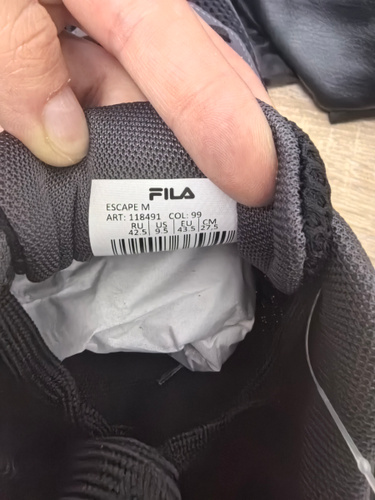 FILA
ESCAPE M
ART: 118491 COL: 99
RU US EU CM
42.5 9.5 43.5 27.5